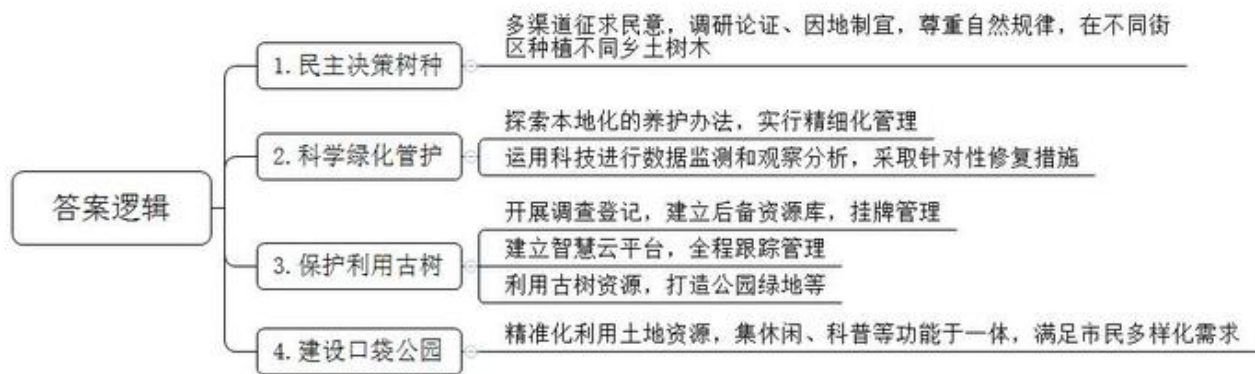 答案逻辑
1.民主决策树种
多渠道征求民意，调研论证、因地制宜，尊重自然规律，在不同街
区种植不同乡土树木
2.科学绿化管护
探索本地化的养护办法，实行精细化管理
运用科技进行数据监测和观察分析，采取针对性修复措施
3.保护利用古树
开展调查登记，建立后备资源库，挂牌管理
建立智慧云平台，全程跟踪管理
利用古树资源，打造公园绿地等
4.建设口袋公园
精准化利用土地资源，集休闲、科普等功能于一体，满足市民多样化需求